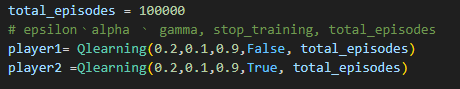 total_episodes = 100000
# epsilon、alpha 、 gamma, stop_training, total_episodes
player1= Qlearning(0.2,0.1,0.9,False, total_episodes)
player2 =Qlearning(0.2,0.1,0.9,True, total_episodes)